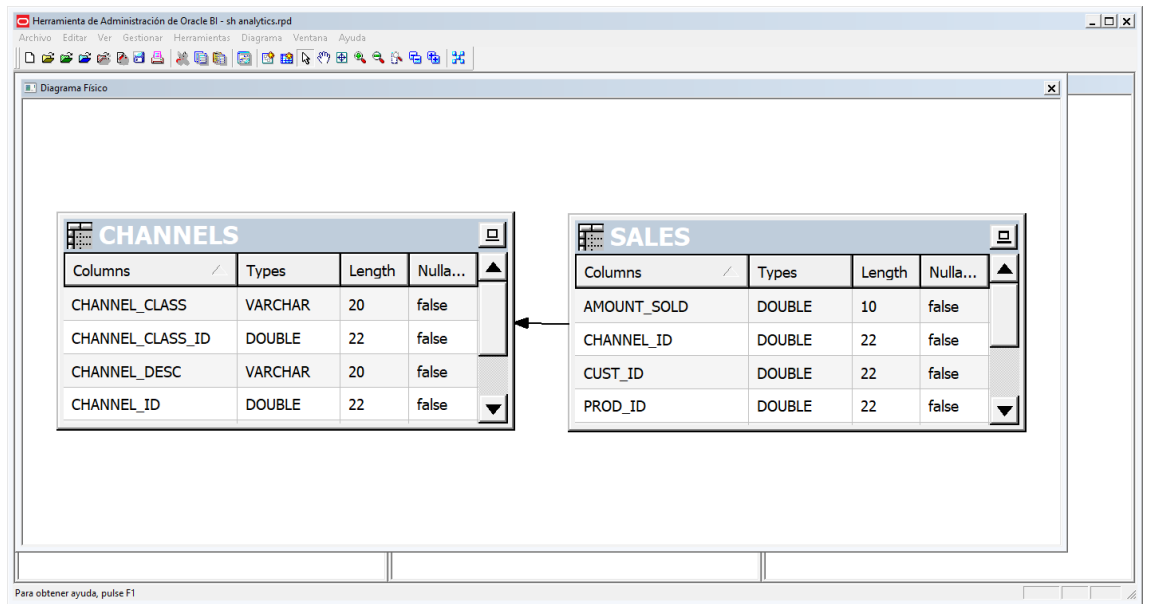 Herramienta de Administración de Oracle BI - sh analytics.rpd
Archivo Editar Ver Gestionar Herramientas Diagrama Ventana Ayuda
Diagrama Físico
CHANNELS
Columns Types Length Nulla...
CHANNEL_CLASS VARCHAR 20 false
CHANNEL_CLASS_ID DOUBLE 22 false
CHANNEL_DESC VARCHAR 20 false
CHANNEL_ID DOUBLE 22 false
SALES
Columns Types Length Nulla...
AMOUNT_SOLD DOUBLE 10 false
CHANNEL_ID DOUBLE 22 false
CUST_ID DOUBLE 22 false
PROD_ID DOUBLE 22 false
Para obtener ayuda, pulse F1